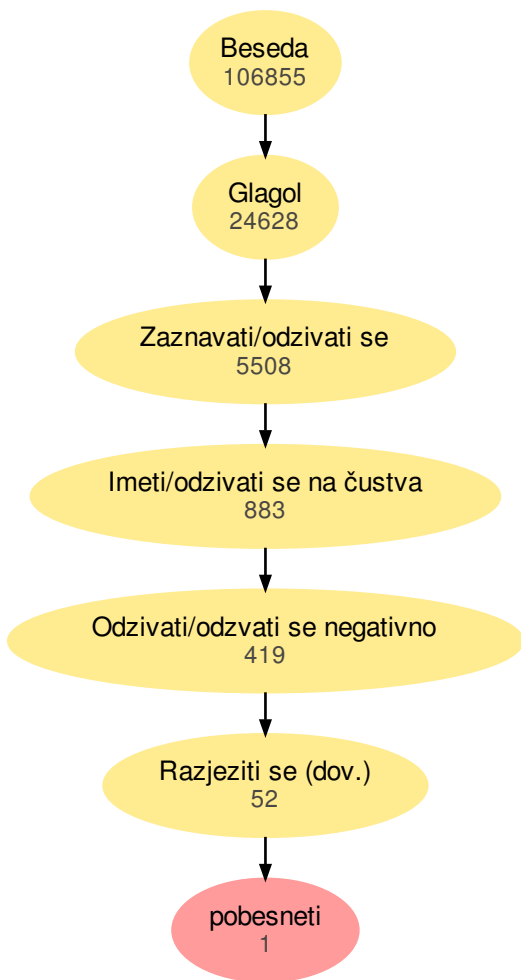 Beseda
106855
Glagol
24628
Zaznavati/odzivati se
5508
Imeti/odzivati se na čustva
883
Odzivati/odzvati se negativno
419
Razjeziti se (dov.)
52
pobesneti
1